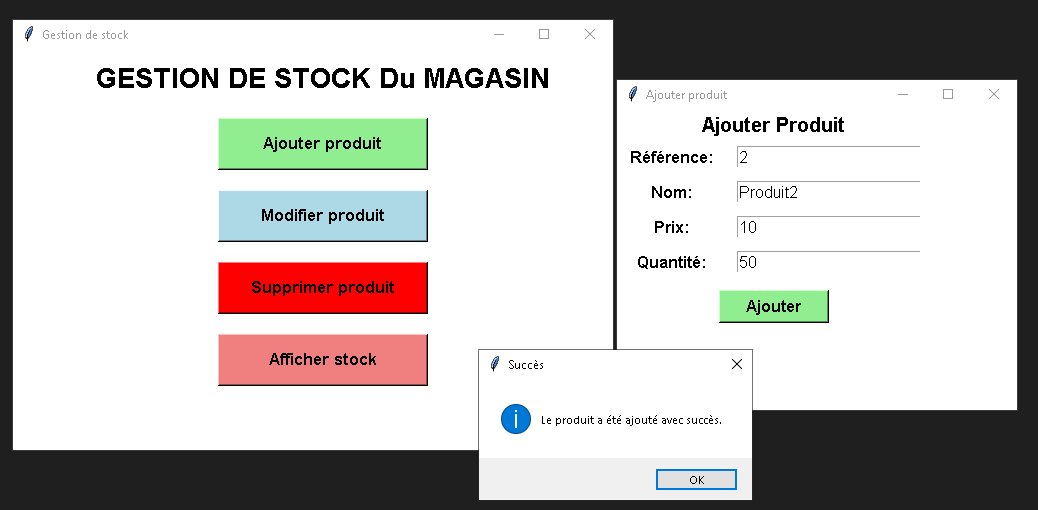 Gestion de stock
GESTION DE STOCK Du MAGASIN
Ajouter produit
Modifier produit
Supprimer produit
Afficher stock
Ajouter produit
Ajouter Produit
Référence: 2
Nom: Produit2
Prix: 10
Quantité: 50
Ajouter
Succès
Le produit a été ajouté avec succès.
OK